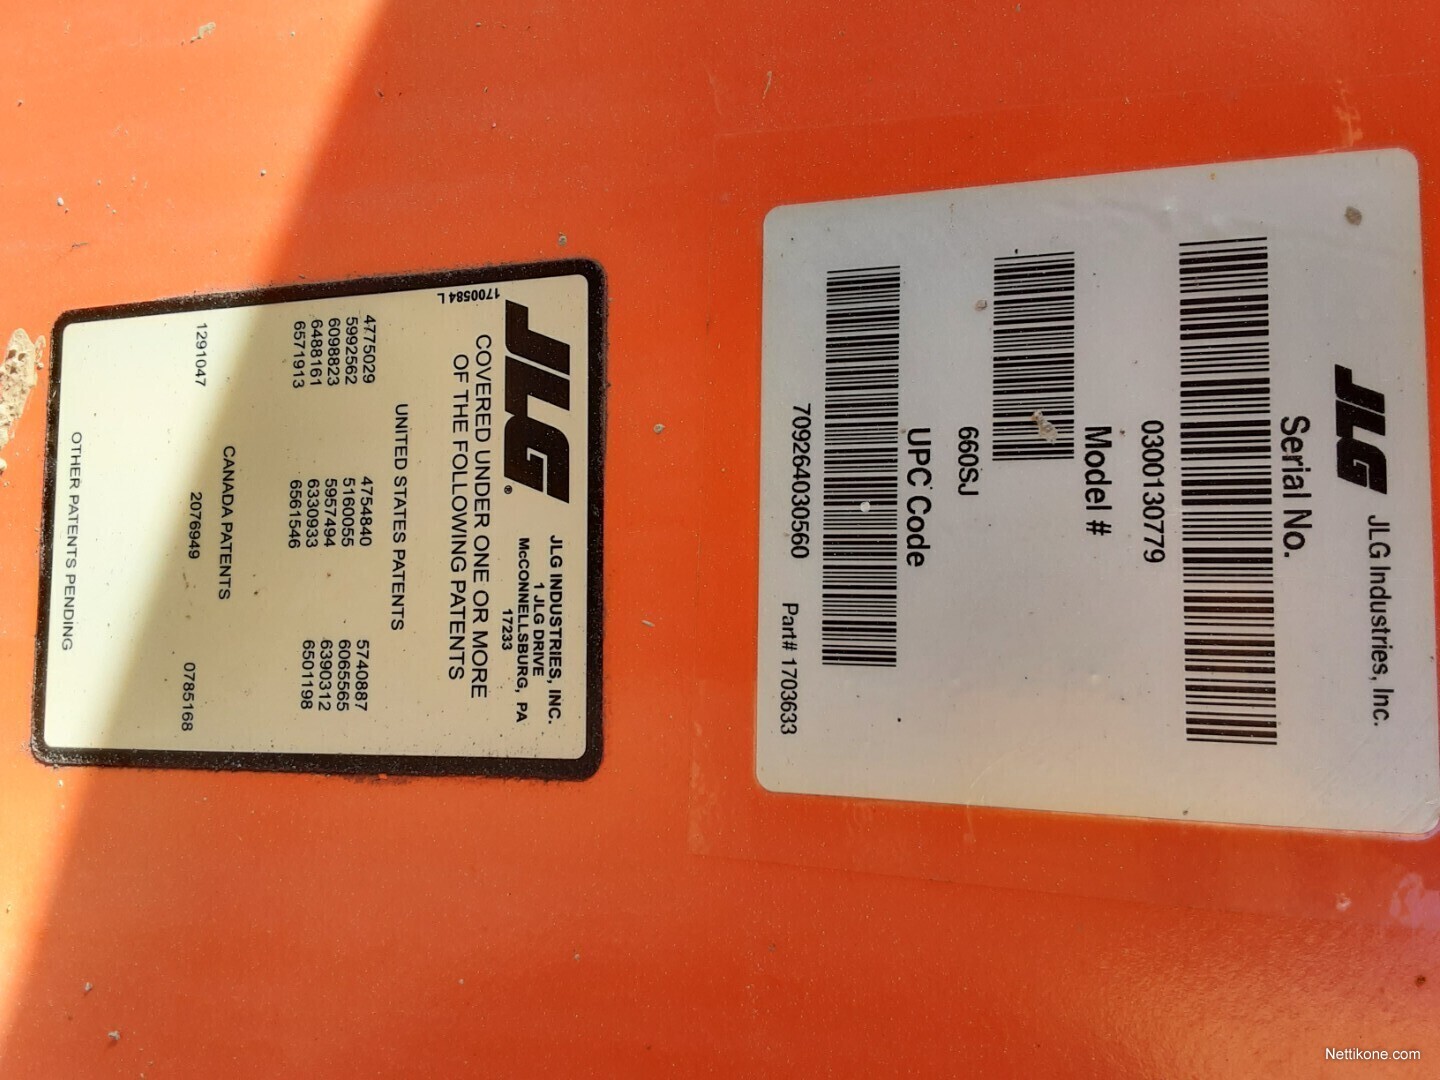 JLG JLG Industries, Inc.
Serial No.
0300130779
Model #
660SJ
UPC Code
709264030560
Part# 1703633
1700584 L
JLG® JLG INDUSTRIES, INC.
1 JLG DRIVE
McCONNELLSBURG, PA
17233
COVERED UNDER ONE OR MORE
OF THE FOLLOWING PATENTS
UNITED STATES PATENTS
4775029 4754840 5740887
5992562 5160055 6065565
6098823 5957494 6390312
6488161 6330933 6501198
6571913 6561546
CANADA PATENTS
1291047 2076949 0785168
OTHER PATENTS PENDING
Nettikone.com